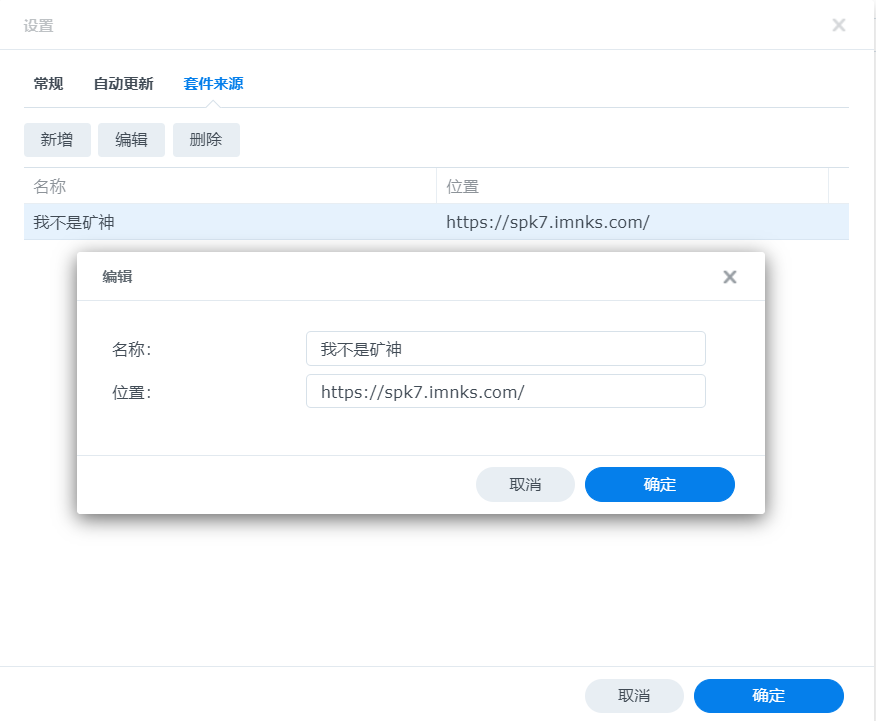 设置
常规 自动更新 套件来源
新增 编辑 删除
名称 位置
我不是矿神 https://spk7.imnks.com/
编辑
名称: 我不是矿神
位置: https://spk7.imnks.com/
取消 确定
取消 确定